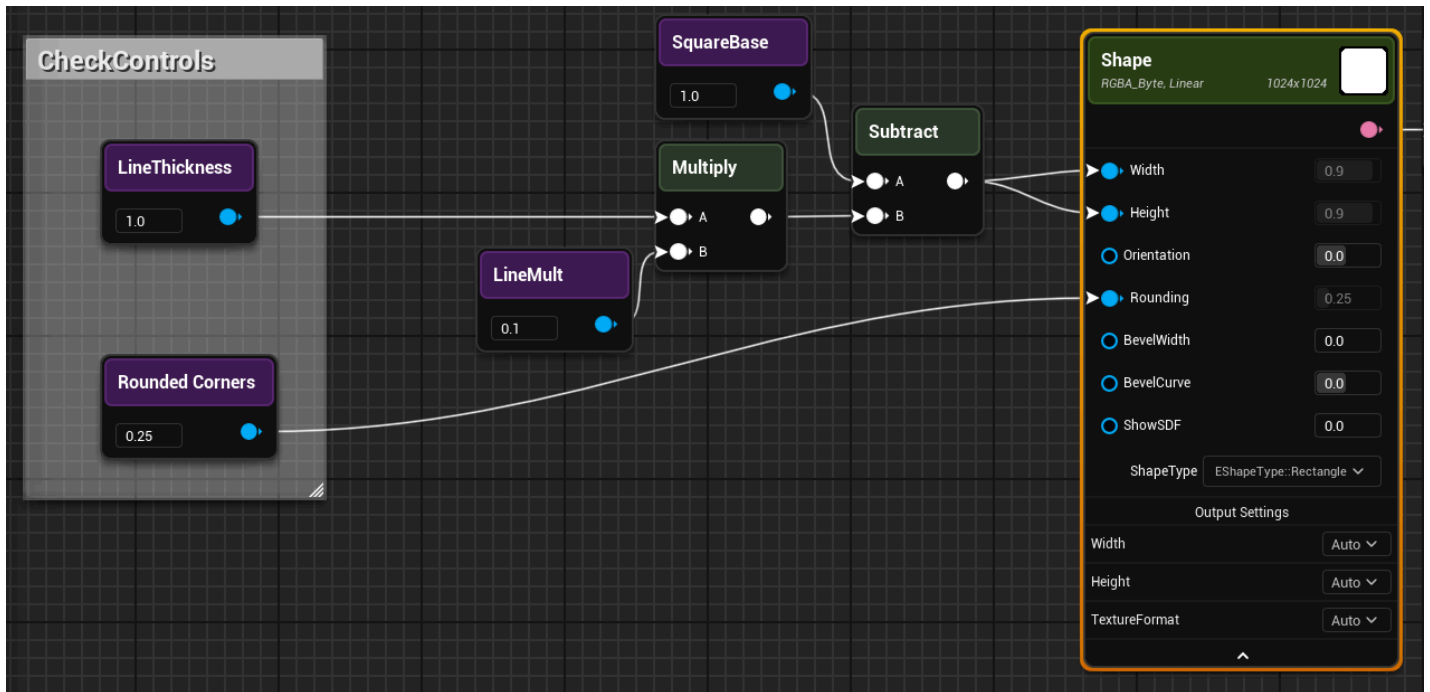 CheckControls
LineThickness
1.0
Rounded Corners
0.25
SquareBase
1.0
Multiply
A
B
LineMult
0.1
Subtract
A
B
Shape
RGBA_Byte, Linear 1024x1024
Width 0.9
Height 0.9
Orientation 0.0
Rounding 0.25
BevelWidth 0.0
BevelCurve 0.0
ShowSDF 0.0
ShapeType EShapeType::Rectangle
Output Settings
Width Auto
Height Auto
TextureFormat Auto